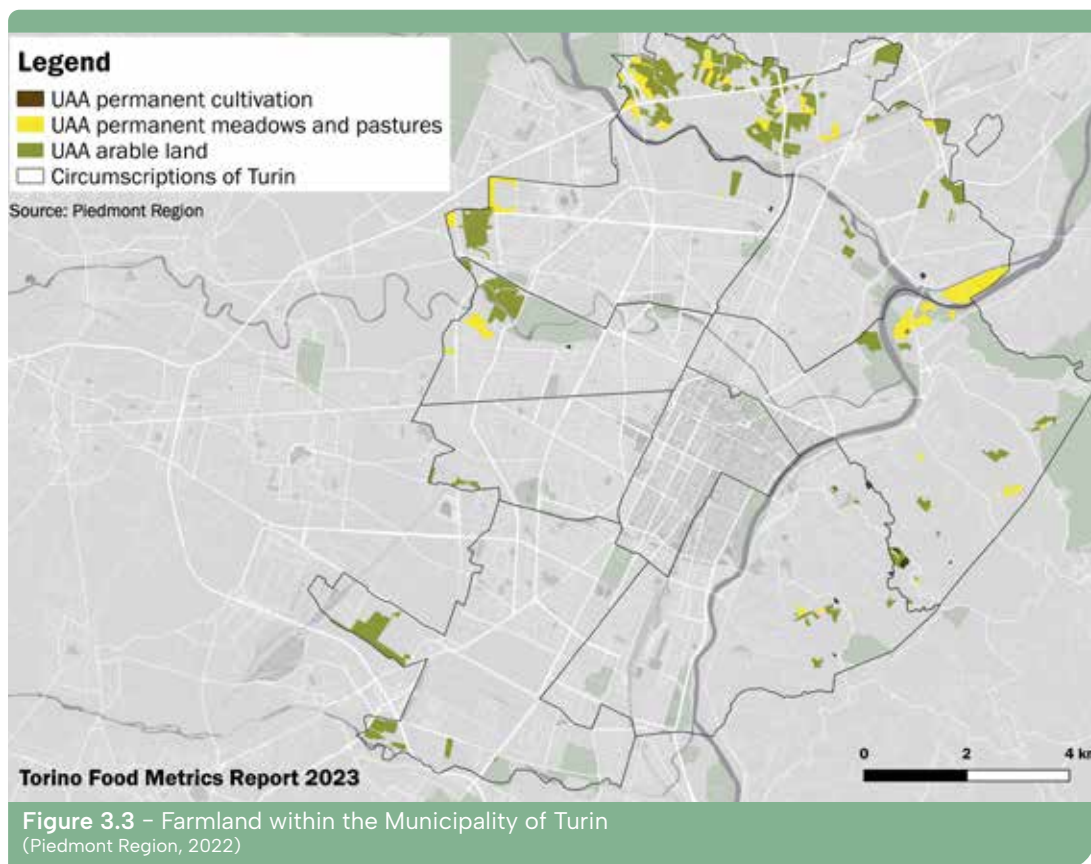 Legend
UAA permanent cultivation
UAA permanent meadows and pastures
UAA arable land
Circumscriptions of Turin
Source: Piedmont Region
0 2 4 km
Torino Food Metrics Report 2023
Figure 3.3 – Farmland within the Municipality of Turin
(Piedmont Region, 2022)